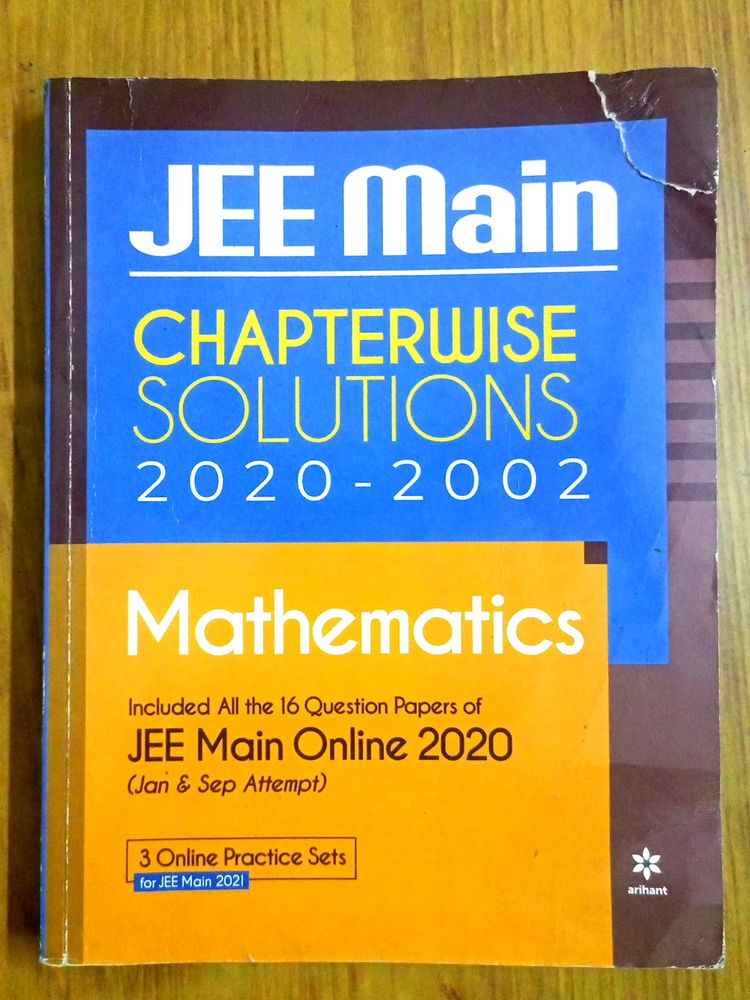 JEE Main
CHAPTERWISE
SOLUTIONS
2020-2002
Mathematics
Included All the 16 Question Papers of
JEE Main Online 2020
(Jan & Sep Attempt)
3 Online Practice Sets
for JEE Main 2021
arihant